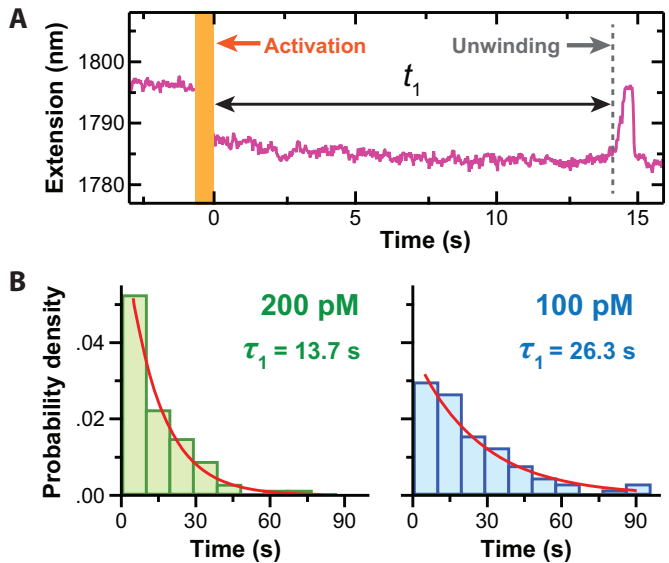 A
Extension (nm)
1800
1790
1780
Activation
Unwinding
t1
0
5
10
15
Time (s)
B
Probability density
.04
.02
.00
200 pM
τ1 = 13.7 s
0
30
60
90
Time (s)
100 pM
τ1 = 26.3 s
0
30
60
90
Time (s)